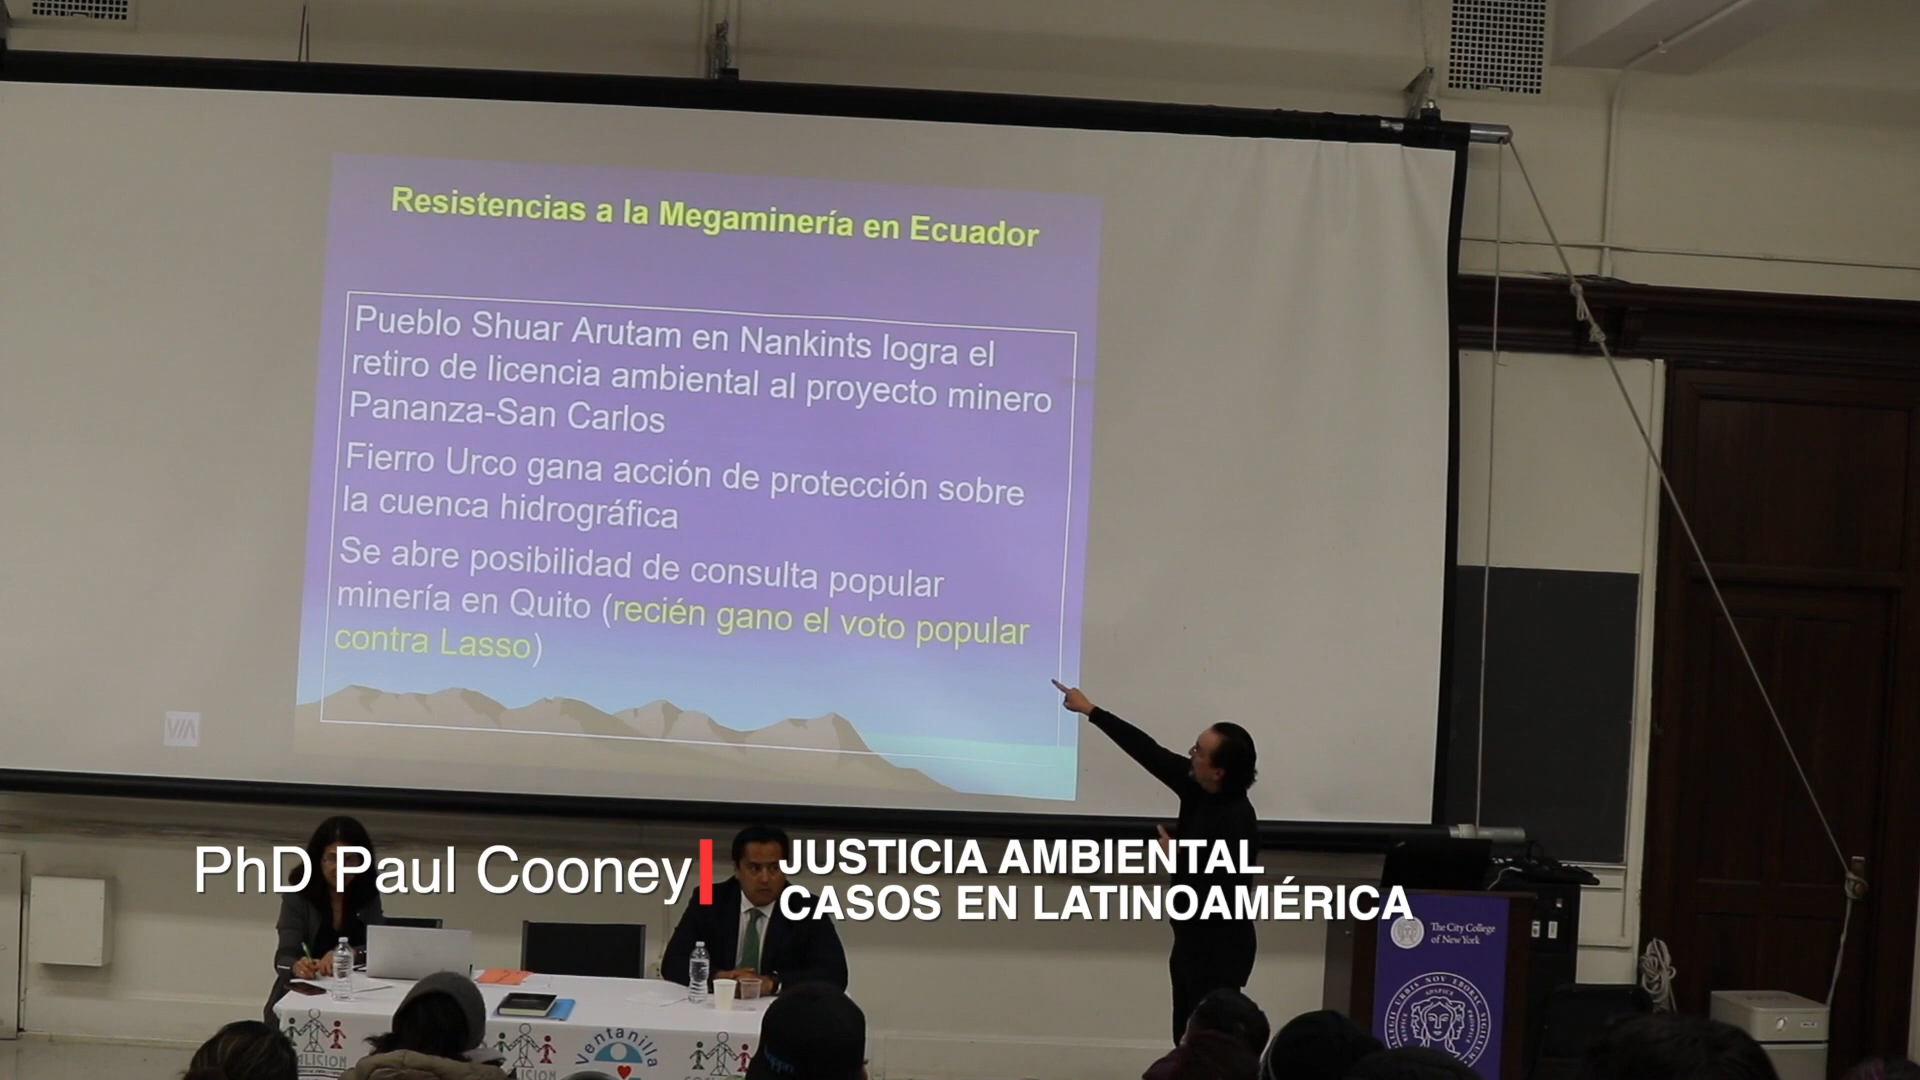 Resistencias a la Megaminería en Ecuador
Pueblo Shuar Arutam en Nankints logra el
retiro de licencia ambiental al proyecto minero
Pananza-San Carlos
Fierro Urco gana acción de protección sobre
la cuenca hidrográfica
Se abre posibilidad de consulta popular
minería en Quito (recién gano el voto popular
contra Lasso)
VIA
PhD Paul Cooney
JUSTICIA AMBIENTAL
CASOS EN LATINOAMÉRICA
The City College
of New York
Ventanilla